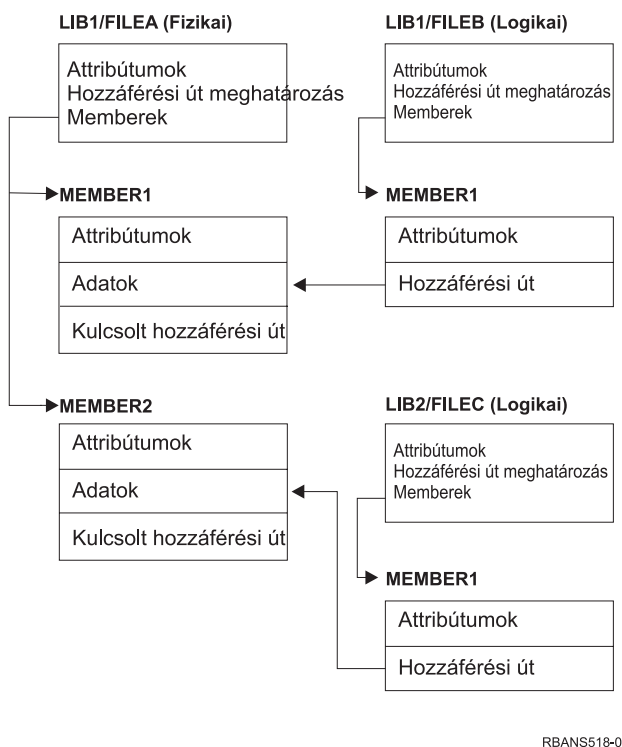 LIB1/FILEA (Fizikai)
Attribútumok
Hozzáférési út meghatározás
Memberek
MEMBER1
Attribútumok
Adatok
Kulcsolt hozzáférési út
MEMBER2
Attribútumok
Adatok
Kulcsolt hozzáférési út
LIB1/FILEB (Logikai)
Attribútumok
Hozzáférési út meghatározás
Memberek
MEMBER1
Attribútumok
Hozzáférési út
LIB2/FILEC (Logikai)
Attribútumok
Hozzáférési út meghatározás
Memberek
MEMBER1
Attribútumok
Hozzáférési út
RBANS518-0